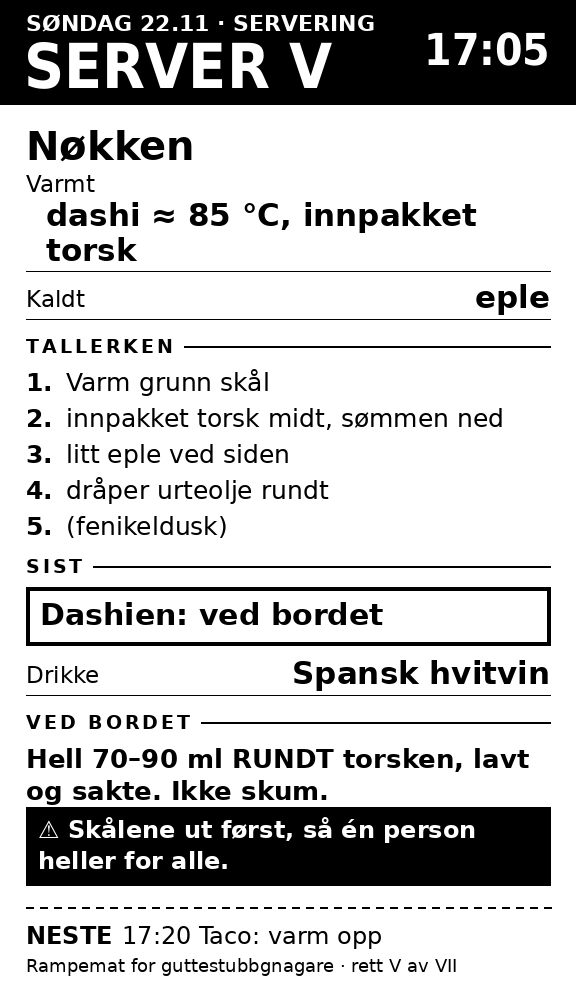 SØNDAG 22.11 · SERVERING
SERVER V
17:05
Nøkken
Varmt
dashi ≈ 85 °C, innpakket
torsk
Kaldt eple
TALLERKEN
1. Varm grunn skål
2. innpakket torsk midt, sømmen ned
3. litt eple ved siden
4. dråper urteolje rundt
5. (fenikeldusk)
SIST
Dashien: ved bordet
Drikke Spansk hvitvin
VED BORDET
Hell 70–90 ml RUNDT torsken, lavt
og sakte. Ikke skum.
⚠ Skålene ut først, så én person
heller for alle.
NESTE 17:20 Taco: varm opp
Rampemat for guttestubbgnagare · rett V av VII